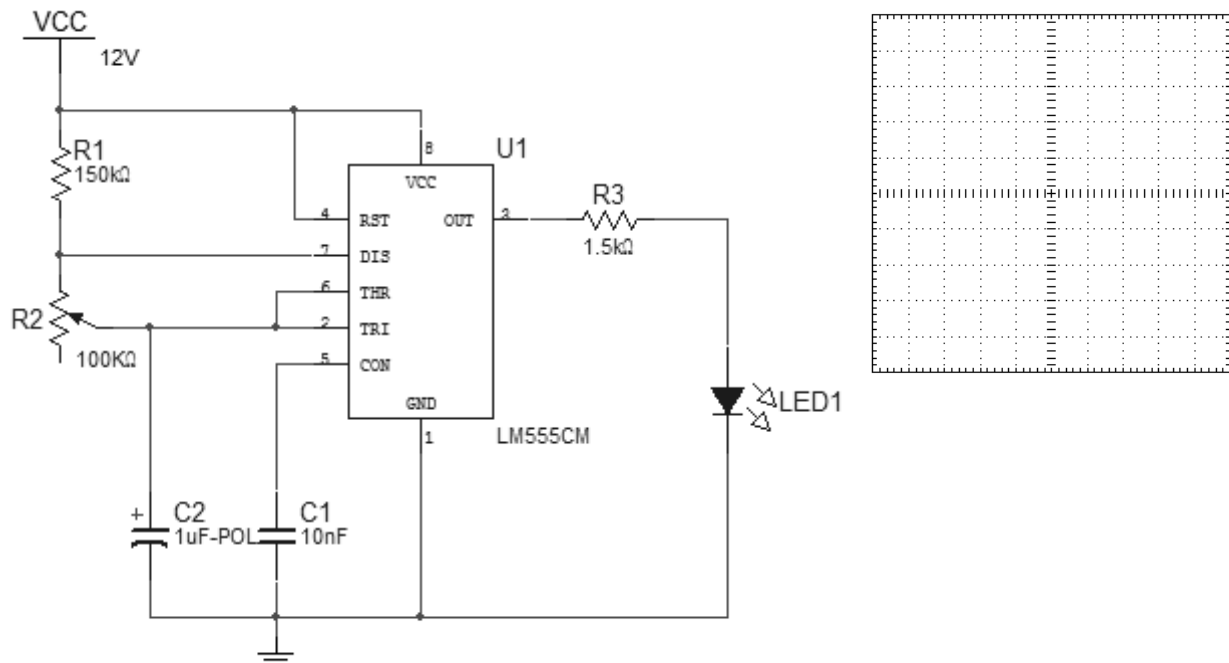 VCC
12V
R1
150kΩ
R2
100KΩ
U1
8
VCC
4
RST
OUT
3
7
DIS
6
THR
2
TRI
5
CON
GND
1
LM555CM
R3
1.5kΩ
LED1
+
C2
1uF-POL
C1
10nF